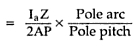 = IₐZ/2AP × Pole arc/Pole pitch